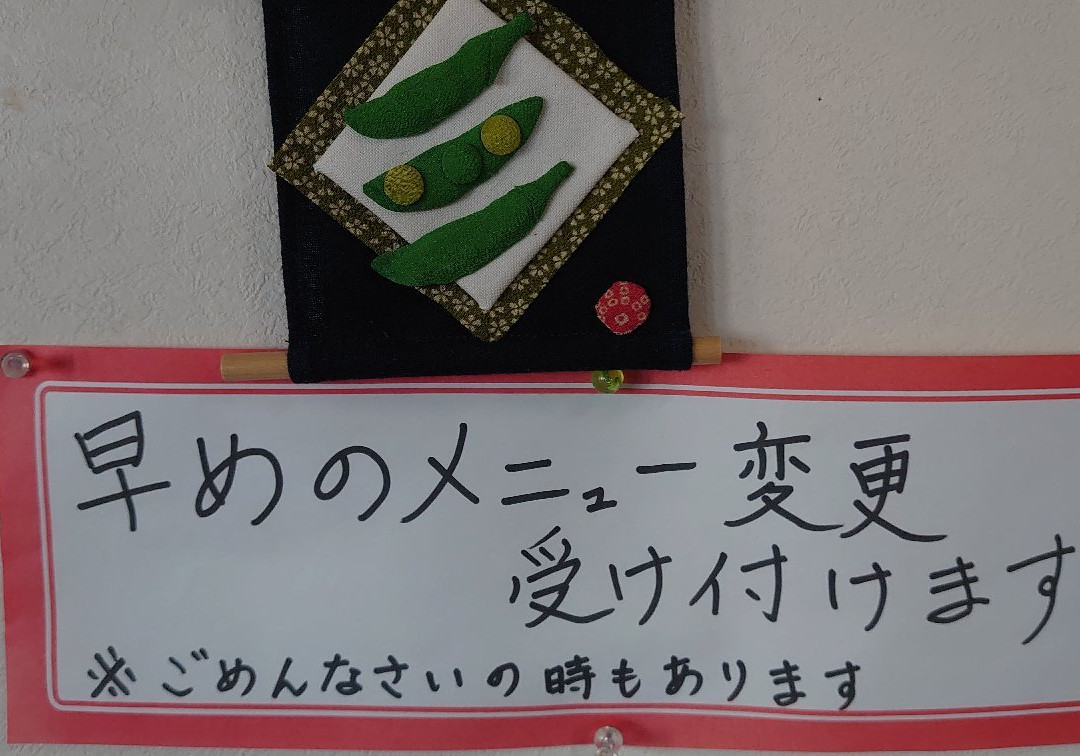 早めのメニュー変更
受け付けます
※ごめんなさいの時もあります